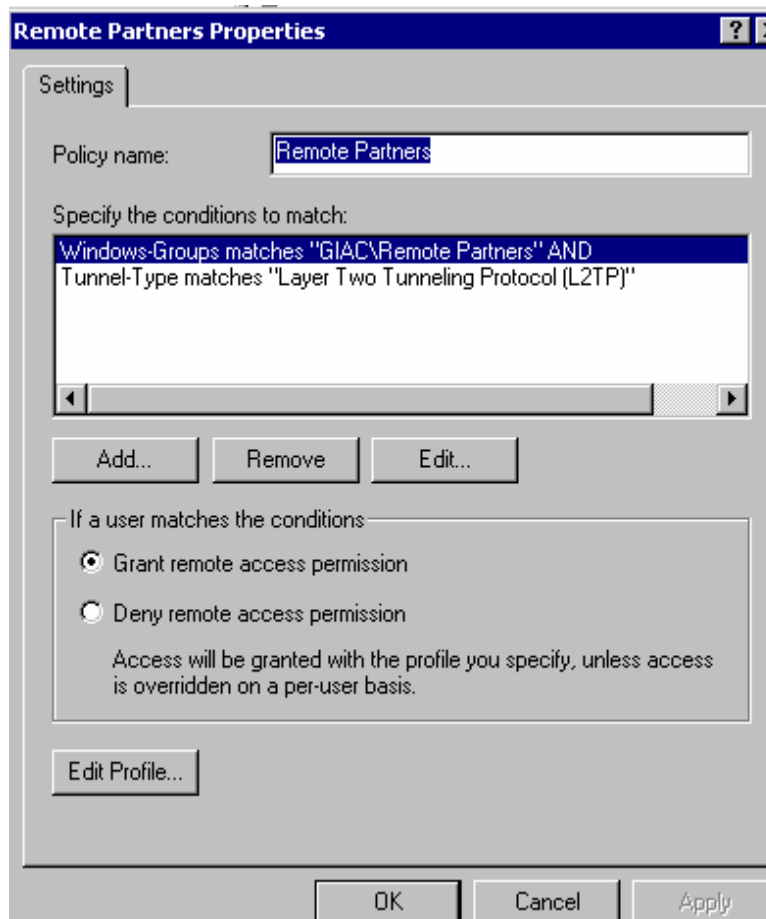 Remote Partners Properties
Settings
Policy name: Remote Partners
Specify the conditions to match:
Windows-Groups matches "GIAC\Remote Partners" AND
Tunnel-Type matches "Layer Two Tunneling Protocol (L2TP)"
Add... Remove Edit...
If a user matches the conditions
Grant remote access permission
Deny remote access permission
Access will be granted with the profile you specify, unless access
is overridden on a per-user basis.
Edit Profile...
OK Cancel Apply